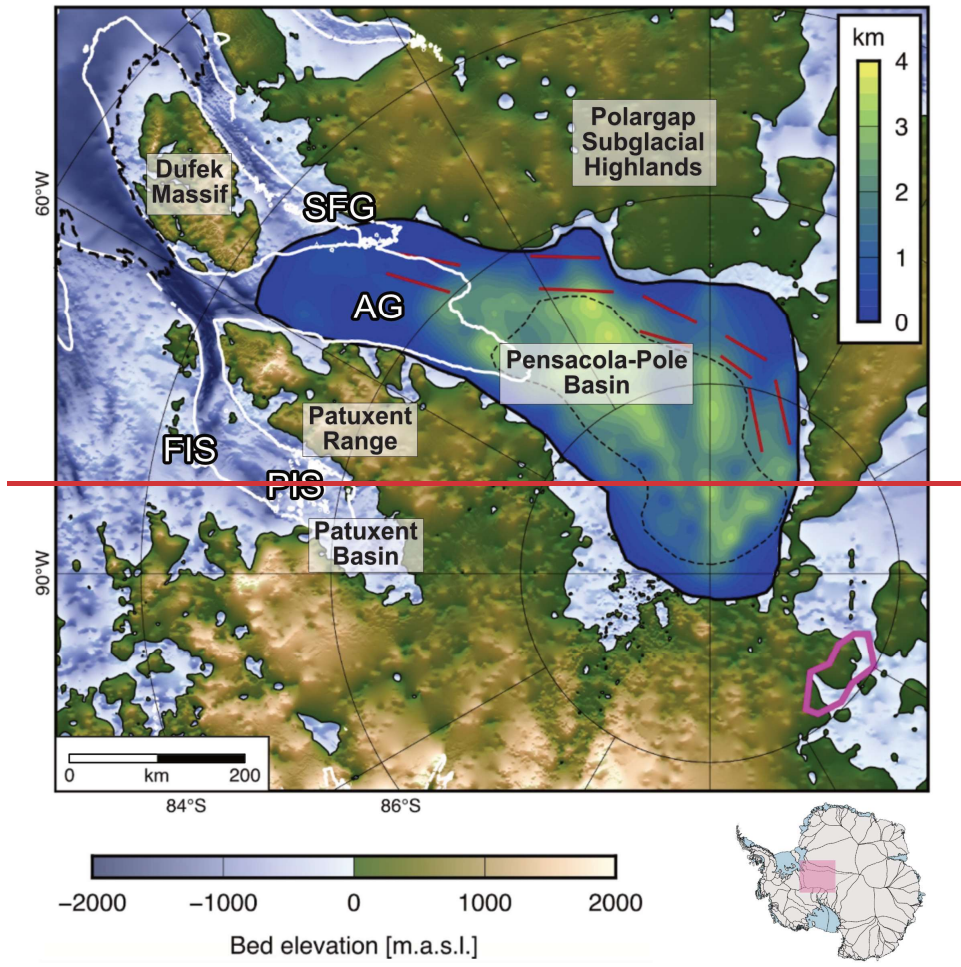 km
4
3
2
1
0
Polargap
Subglacial
Highlands
Dufek
Massif
60°W
SFG
AG
Pensacola-Pole
Basin
Patuxent
Range
FIS
PIS
Patuxent
Basin
90°W
0
km
200
84°S
86°S
−2000
−1000
0
1000
2000
Bed elevation [m.a.s.l.]